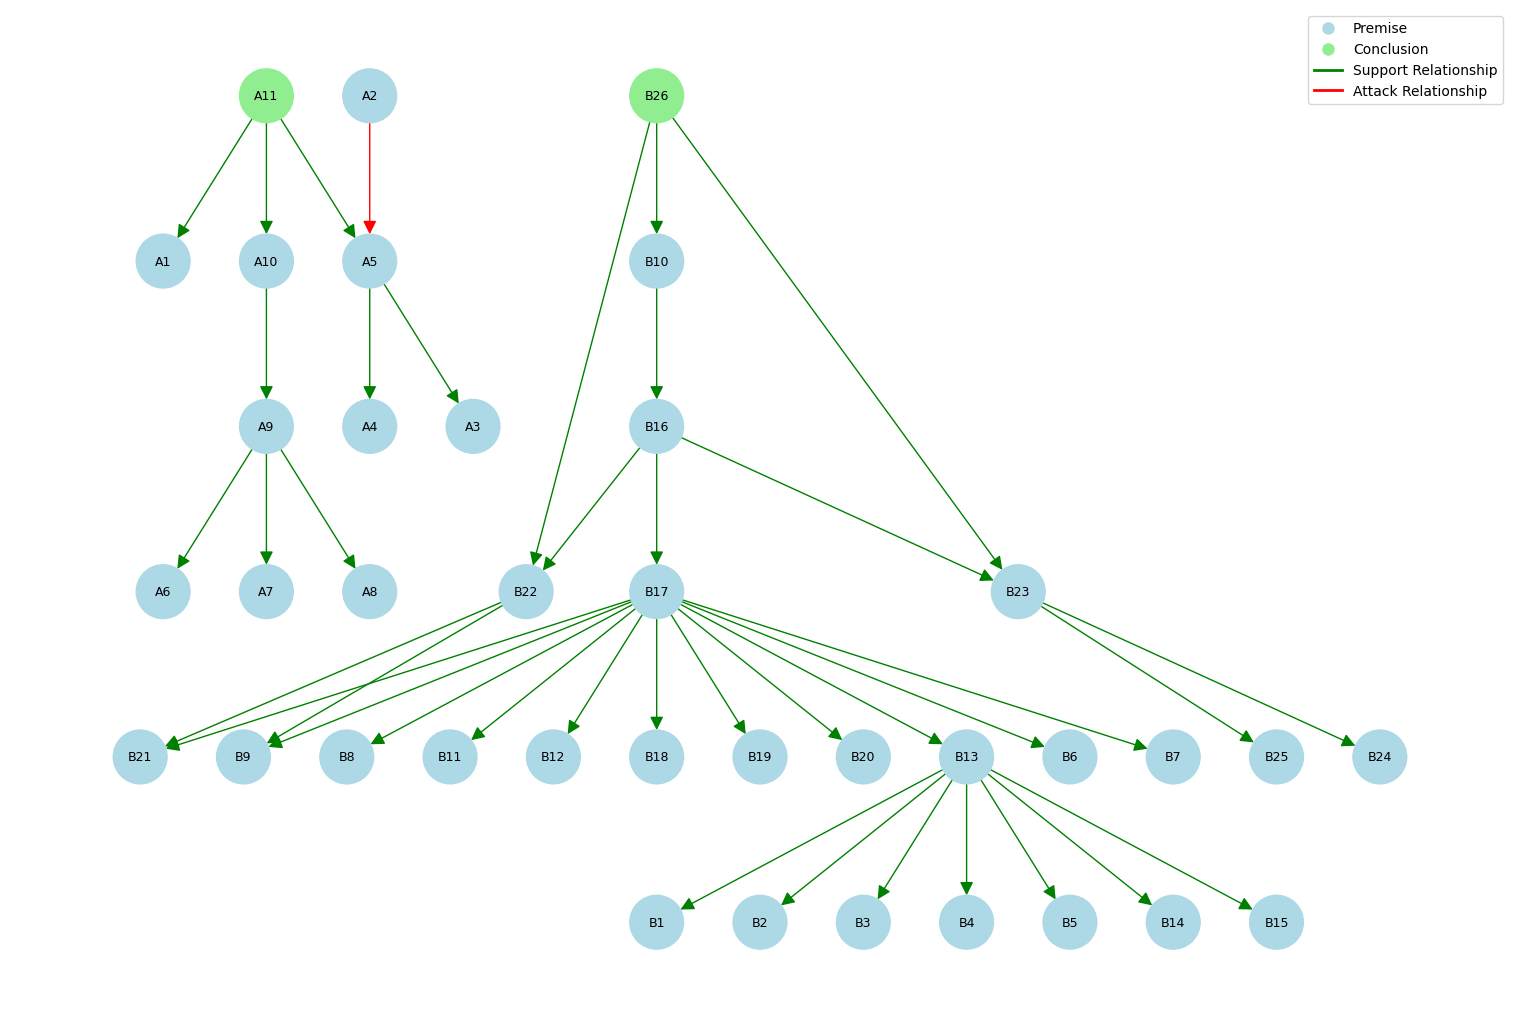 Premise
Conclusion
Support Relationship
Attack Relationship
A11
A2
B26
A1
A10
A5
B10
A9
A4
A3
B16
A6
A7
A8
B22
B17
B23
B21
B9
B8
B11
B12
B18
B19
B20
B13
B6
B7
B25
B24
B1
B2
B3
B4
B5
B14
B15